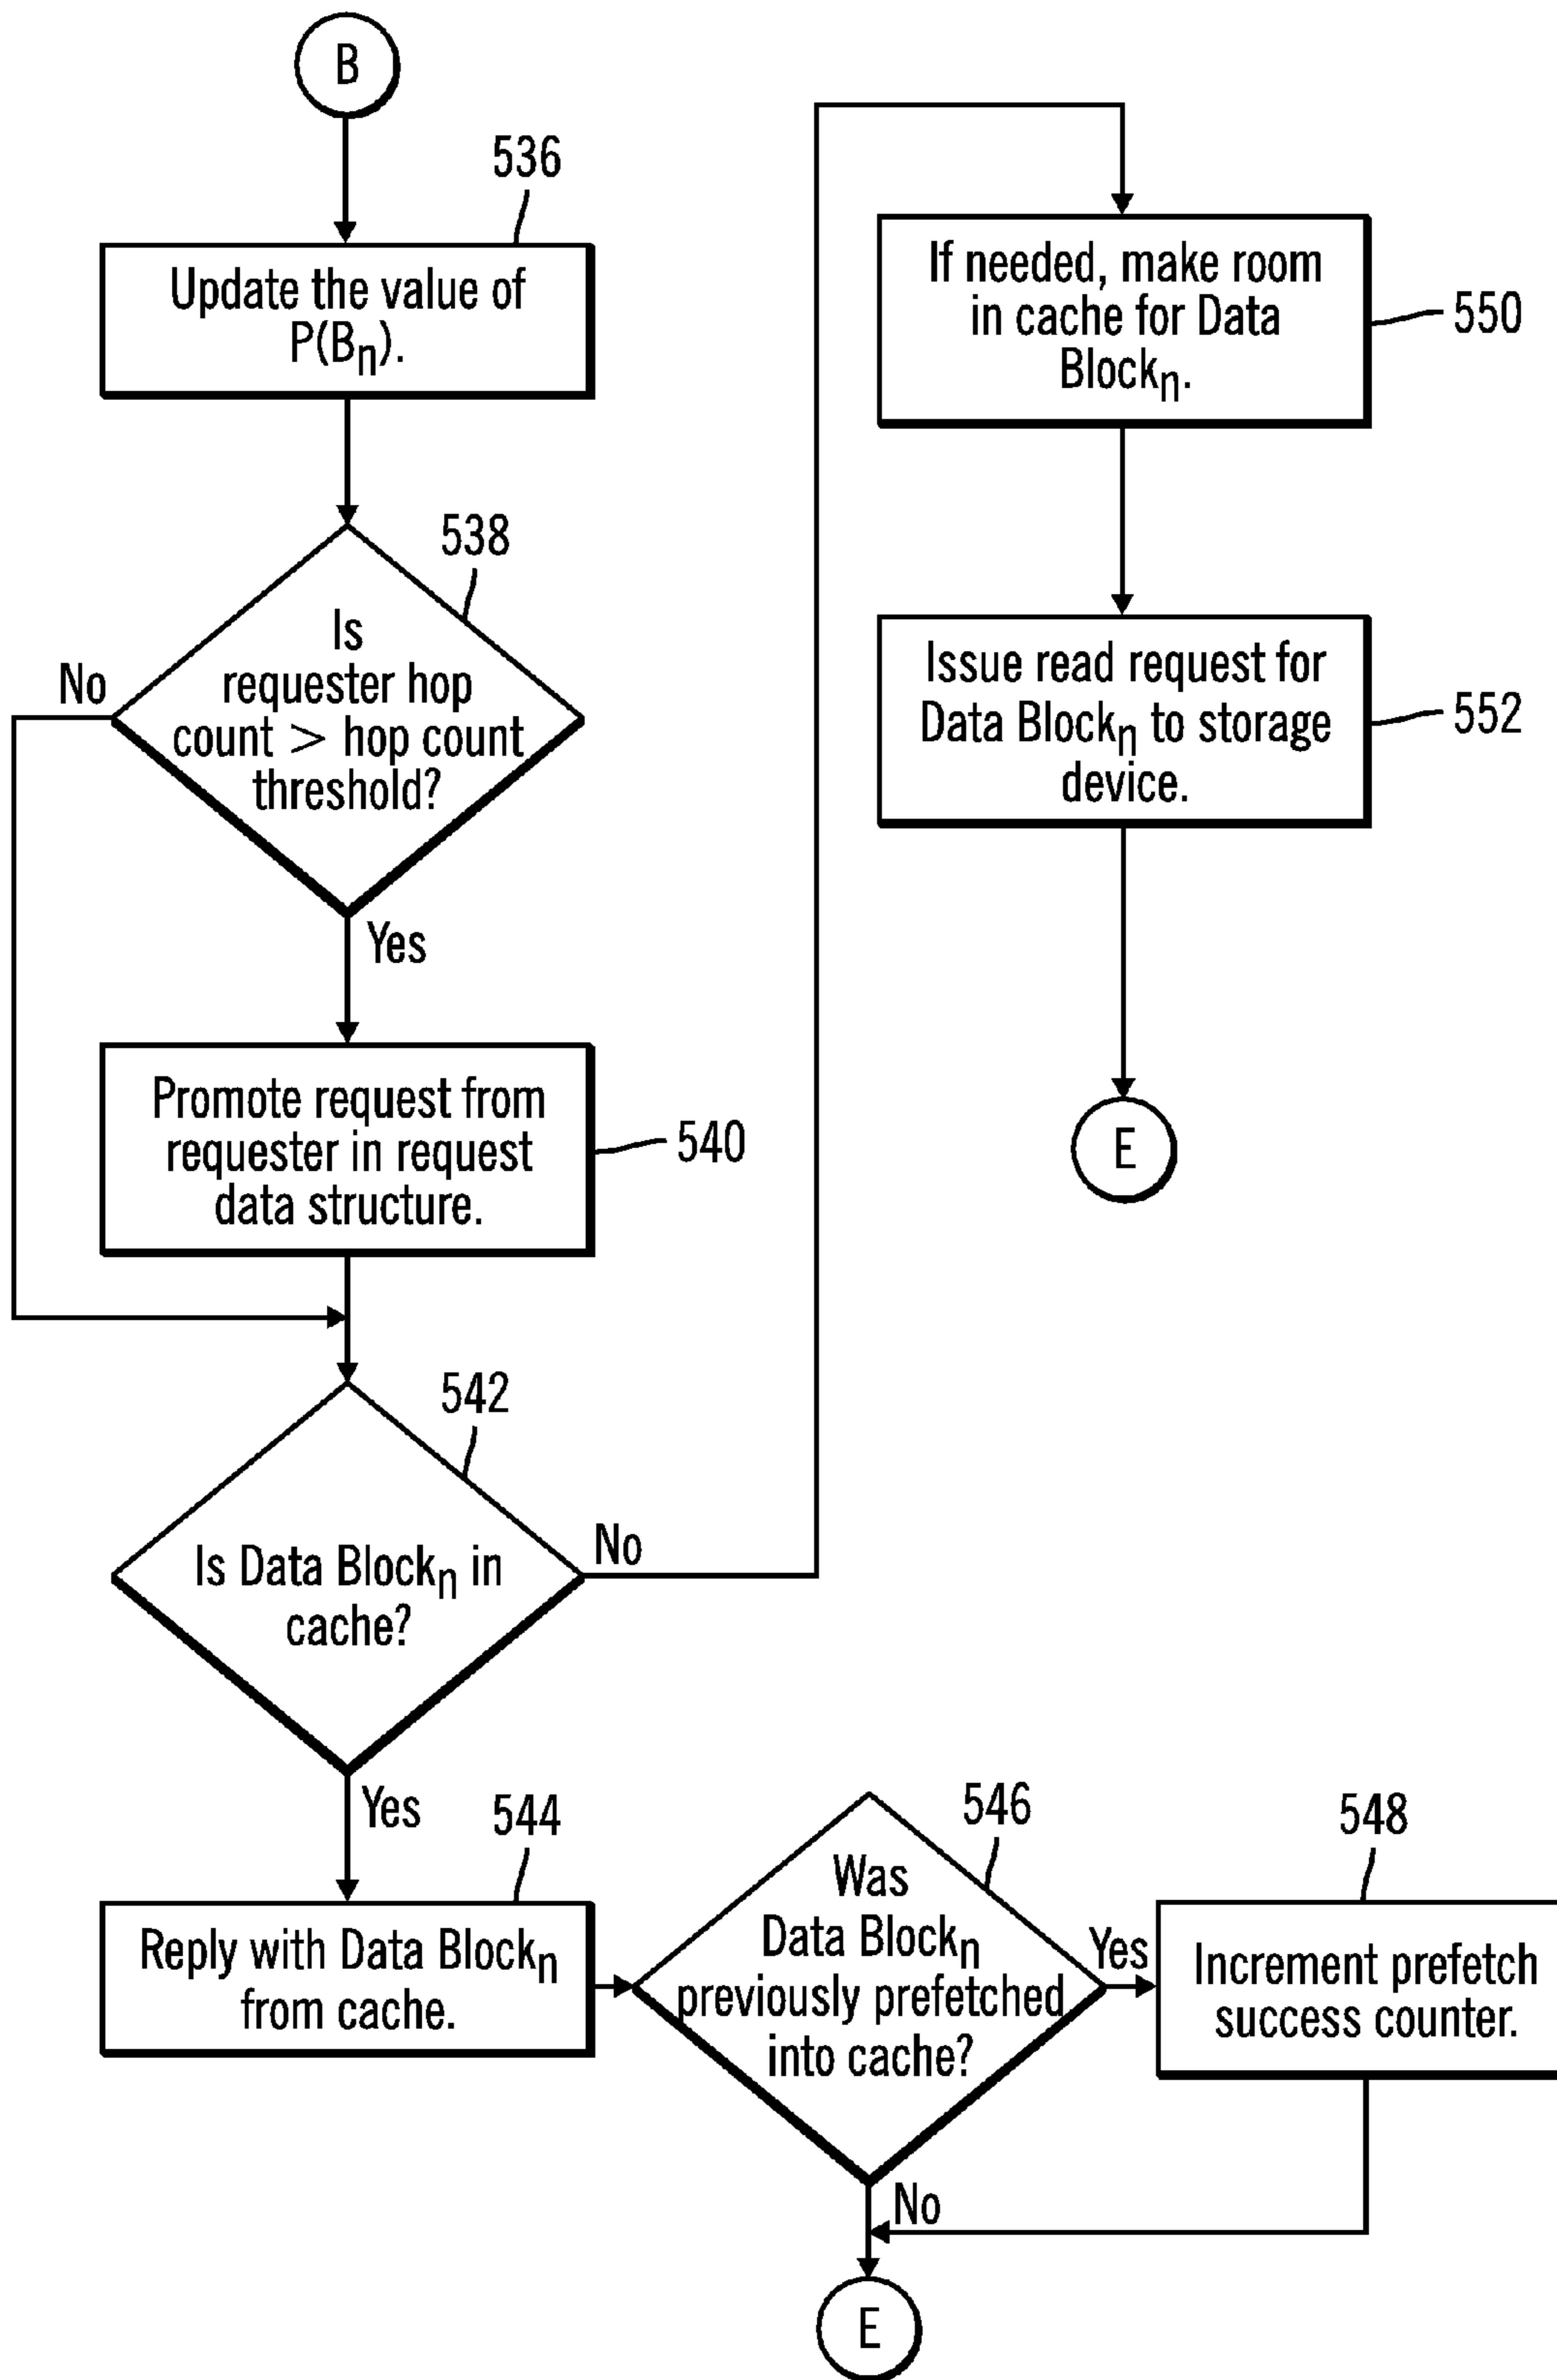 B
536
Update the value of
P(Bn).
538
Is
requester hop
count > hop count
threshold?
No
Yes
Promote request from
requester in request
data structure.
540
542
Is Data Blockn in
cache?
No
Yes
544
Reply with Data Blockn
from cache.
546
Was
Data Blockn
previously prefetched
into cache?
Yes
No
548
Increment prefetch
success counter.
E
If needed, make room
in cache for Data
Blockn.
550
Issue read request for
Data Blockn to storage
device.
552
E